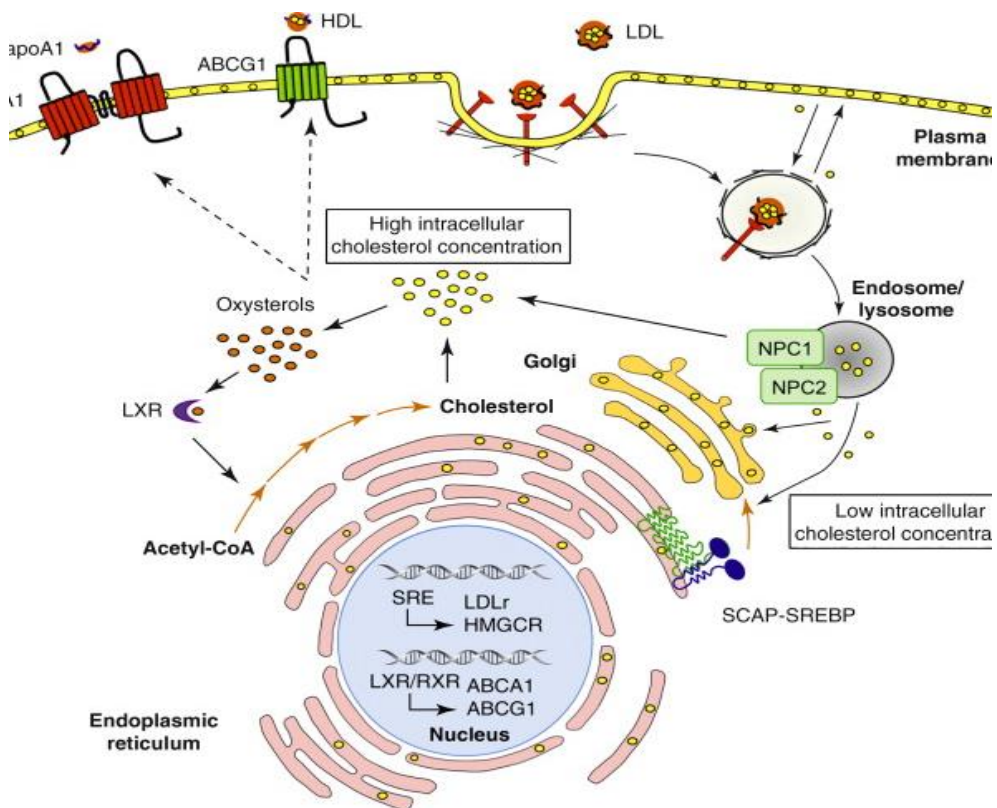 HDL
LDL
apoA1
ABCG1
A1
Plasma
membran
High intracellular
cholesterol concentration
Endosome/
lysosome
Oxysterols
NPC1
Golgi
NPC2
LXR
Cholesterol
Low intracellular
cholesterol concentra
Acetyl-CoA
SRE
LDLr
HMGCR
SCAP-SREBP
LXR/RXR
ABCA1
ABCG1
Nucleus
Endoplasmic
reticulum